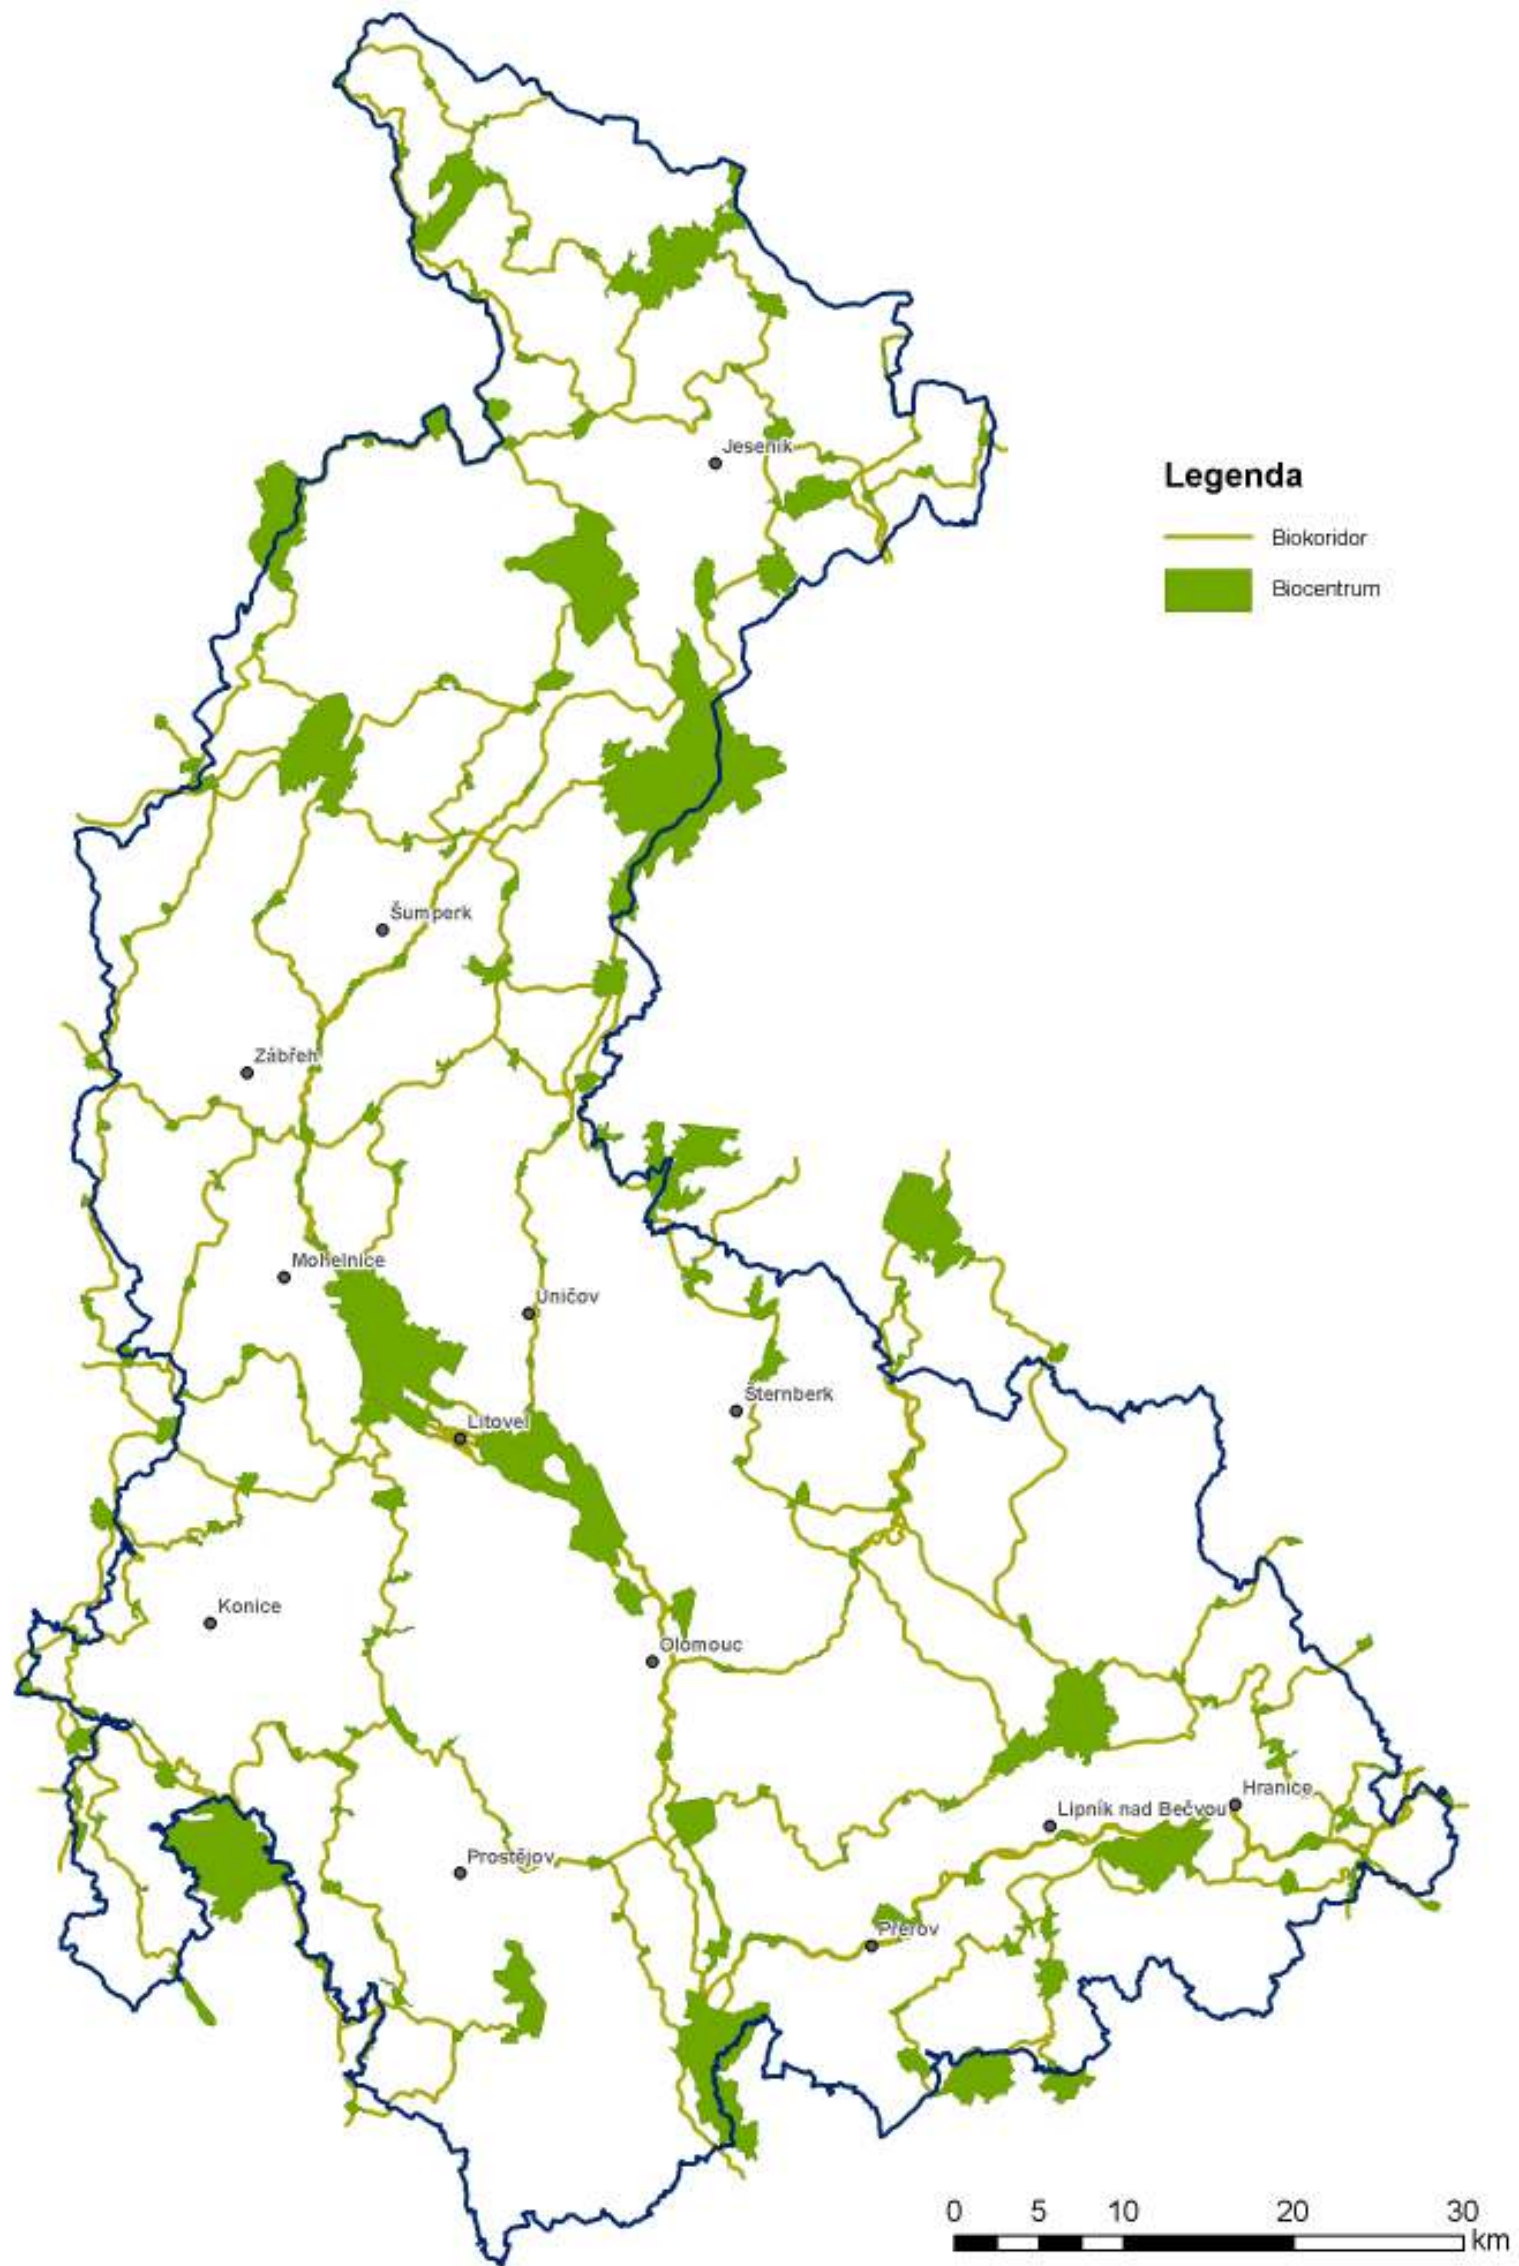 Jeseník
Legenda
Biokoridor
Biocentrum
Šumperk
Zábřeh
Mohelnice
Uničov
Šternberk
Litovel
Konice
Olomouc
Hranice
Lipník nad Bečvou
Prostějov
Přerov
0 5 10 20 30
km